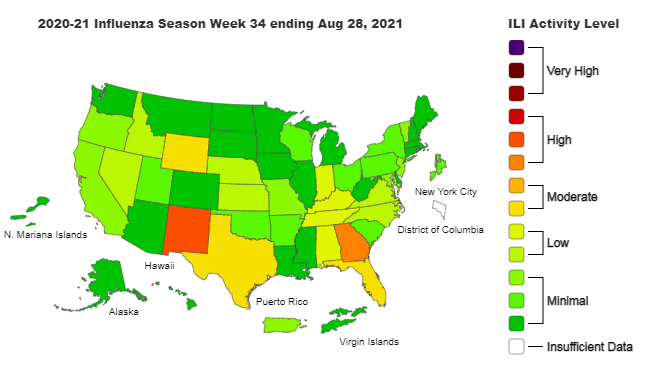 2020-21 Influenza Season Week 34 ending Aug 28, 2021
ILI Activity Level
Very High
High
Moderate
Low
Minimal
Insufficient Data
New York City
District of Columbia
N. Mariana Islands
Hawaii
Alaska
Puerto Rico
Virgin Islands